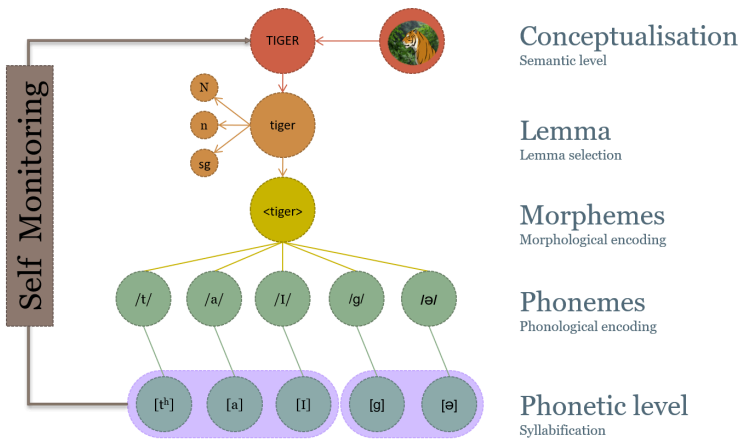 TIGER
Conceptualisation
Semantic level
N
n
sg
tiger
Lemma
Lemma selection
<tiger>
Morphemes
Morphological encoding
/t/ /a/ /I/ /g/ /ə/
Phonemes
Phonological encoding
[tʰ] [a] [I] [g] [ə]
Phonetic level
Syllabification
Self Monitoring